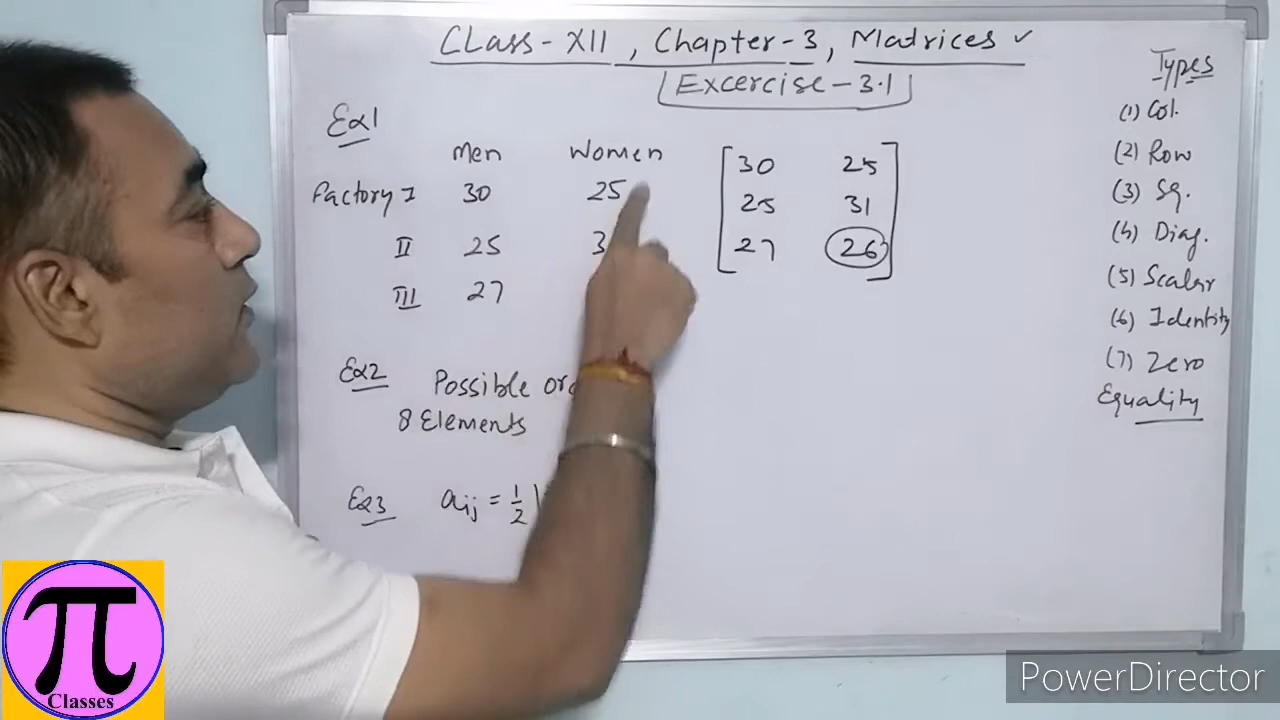 CLass-XII, Chapter-3, Matrices ✓
Excercise-3.1
Types
(1) Col.
(2) Row
(3) Sq.
(4) Diag.
(5) Scalar
(6) Identity
(7) Zero
Equality
Ex1
Men Women
factory I 30 25
II 25 3
III 27
30 25
25 31
27 26
Ex2 Possible
8 Elements
Ex3 aij = 1/2 |
π
Classes
PowerDirector